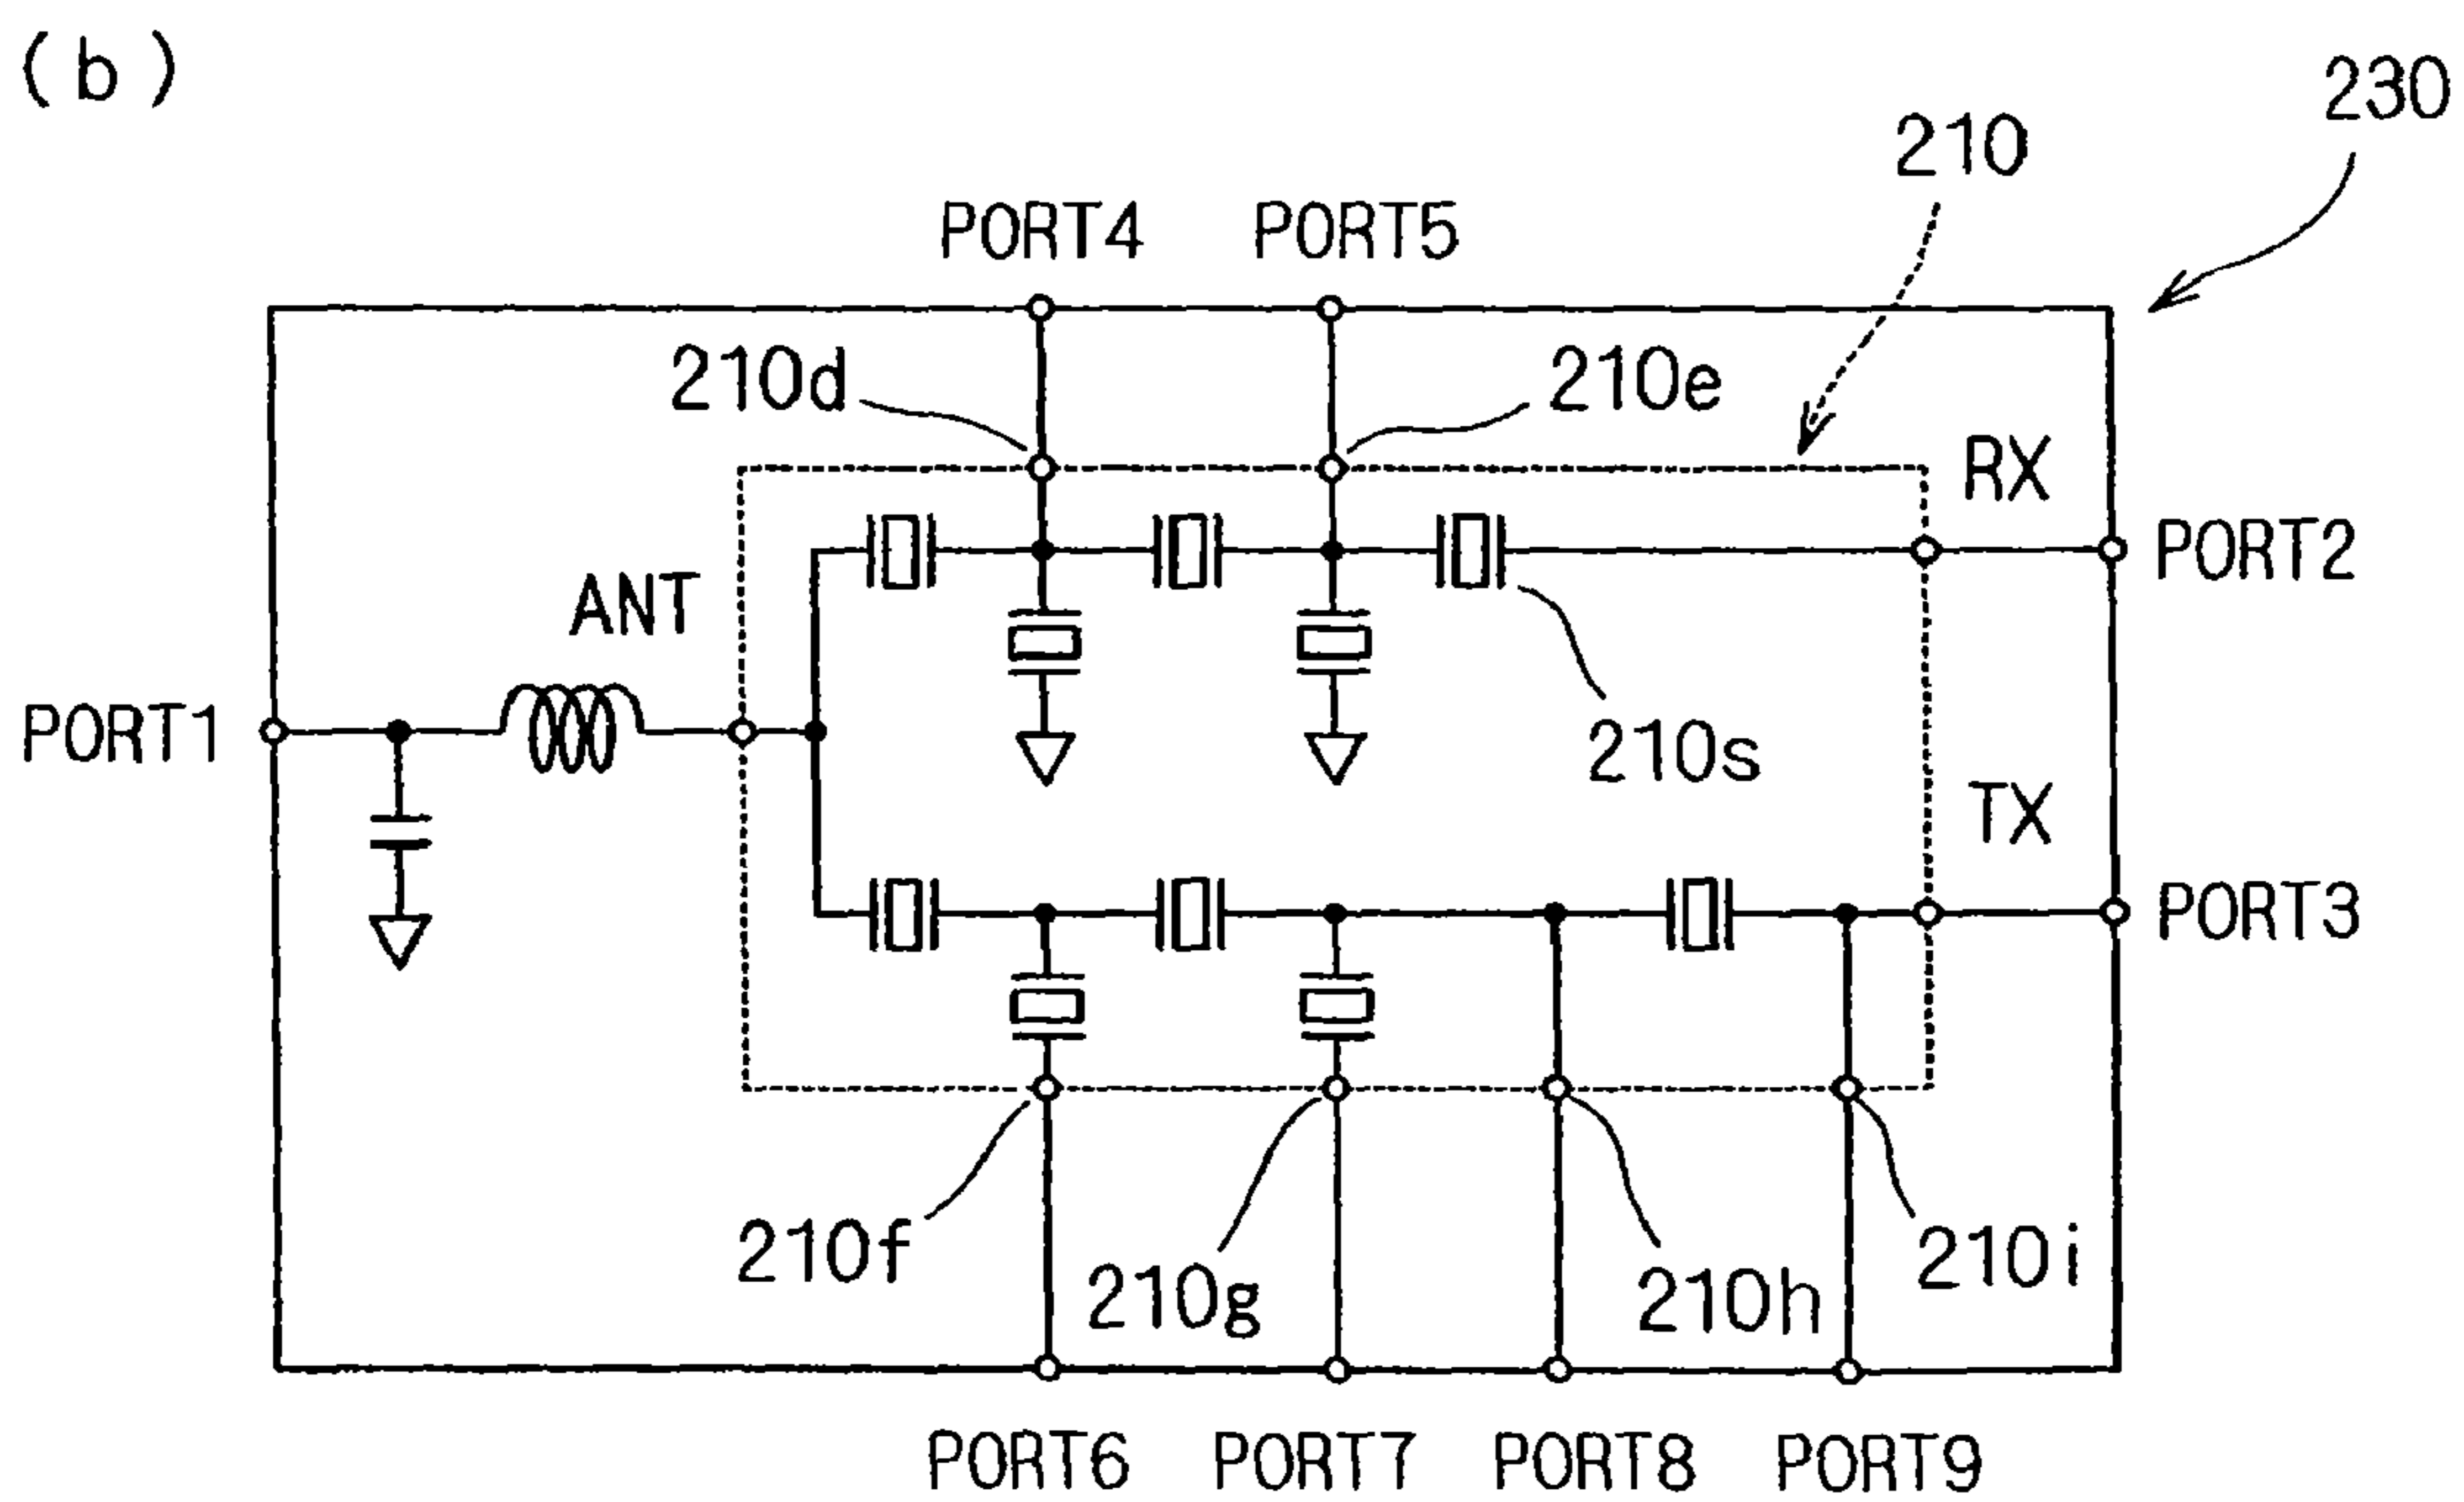 (b)
230
210
PORT4 PORT5
210d 210e
RX
PORT2
ANT
PORT1
210s
TX
PORT3
210f 210g 210h 210i
PORT6 PORT7 PORT8 PORT9